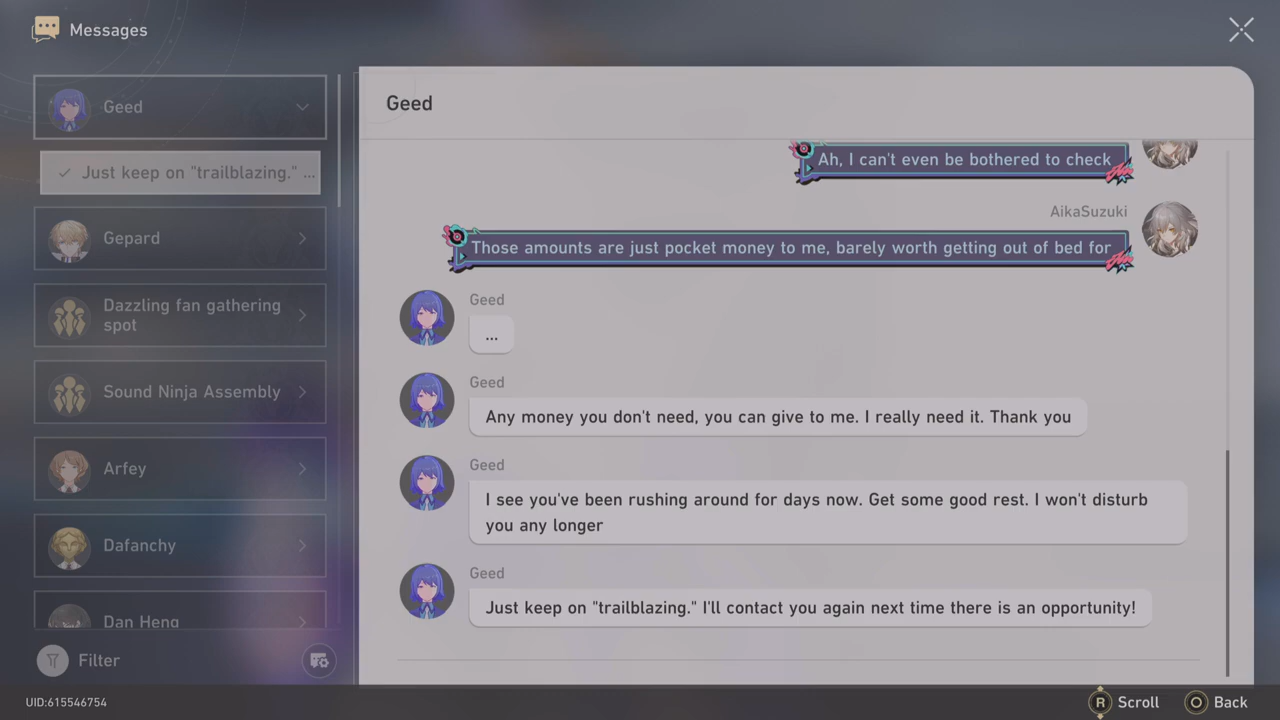 Messages
Geed
Just keep on "trailblazing." ...
Gepard
Dazzling fan gathering
spot
Sound Ninja Assembly
Arfey
Dafanchy
Dan Heng
Filter
UID:615546754
Geed
Ah, I can't even be bothered to check
AikaSuzuki
Those amounts are just pocket money to me, barely worth getting out of bed for
Geed
...
Geed
Any money you don't need, you can give to me. I really need it. Thank you
Geed
I see you've been rushing around for days now. Get some good rest. I won't disturb
you any longer
Geed
Just keep on "trailblazing." I'll contact you again next time there is an opportunity!
R Scroll
Back